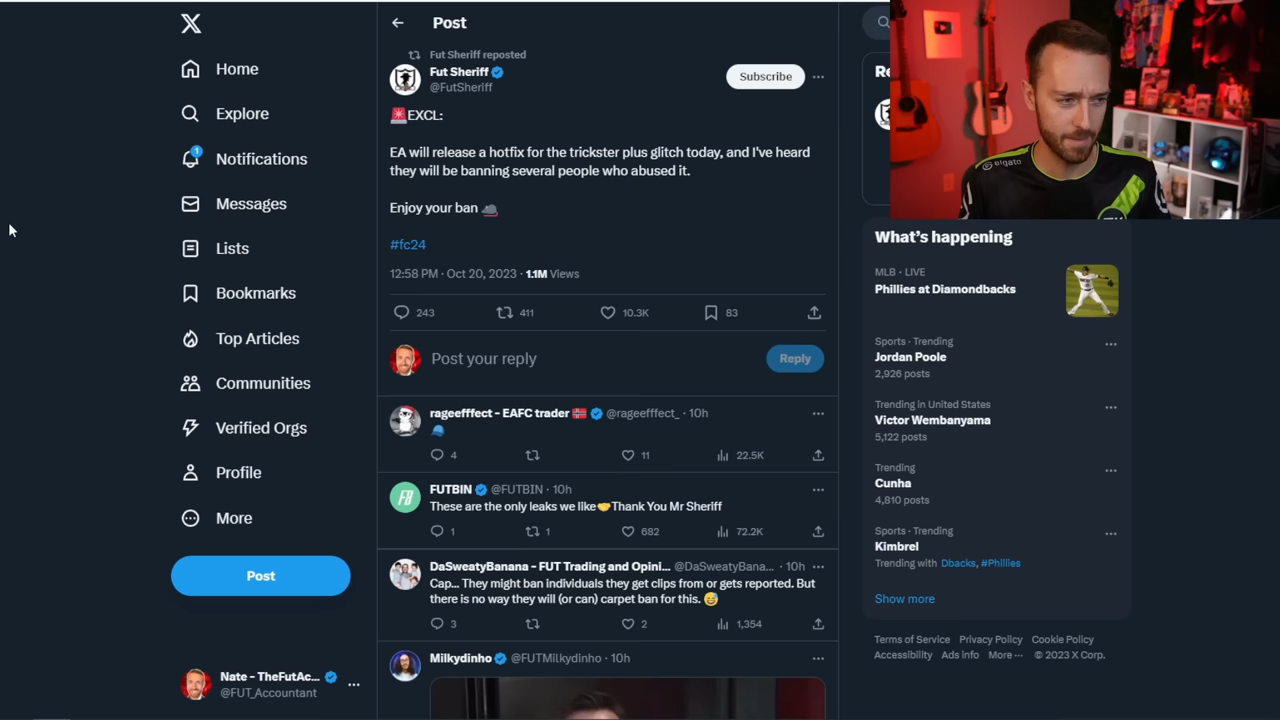 Home
Explore
1
Notifications
Messages
Lists
Bookmarks
Top Articles
Communities
Verified Orgs
Profile
More
Post
Nate - TheFutAc...
@FUT_Accountant
Post
Fut Sheriff reposted
Fut Sheriff
@FutSheriff
Subscribe
🚨EXCL:
EA will release a hotfix for the trickster plus glitch today, and I've heard
they will be banning several people who abused it.
Enjoy your ban
#fc24
12:58 PM · Oct 20, 2023 · 1.1M Views
243 411 10.3K 83
Post your reply
Reply
rageefffect - EAFC trader 🇳🇴 @rageefffect_ · 10h
🧢
4 11 22.5K
FUTBIN @FUTBIN · 10h
These are the only leaks we like🤝Thank You Mr Sheriff
1 1 682 72.2K
DaSweatyBanana - FUT Trading and Opini... @DaSweatyBana... · 10h
Cap... They might ban individuals they get clips from or gets reported. But
there is no way they will (or can) carpet ban for this. 😅
3 2 1,354
Milkydinho @FUTMilkydinho · 10h
Re
elgato
What's happening
MLB · LIVE
Phillies at Diamondbacks
Sports · Trending
Jordan Poole
2,926 posts
Trending in United States
Victor Wembanyama
5,122 posts
Trending
Cunha
4,810 posts
Sports · Trending
Kimbrel
Trending with Dbacks, #Phillies
Show more
Terms of Service Privacy Policy Cookie Policy
Accessibility Ads info More ··· © 2023 X Corp.